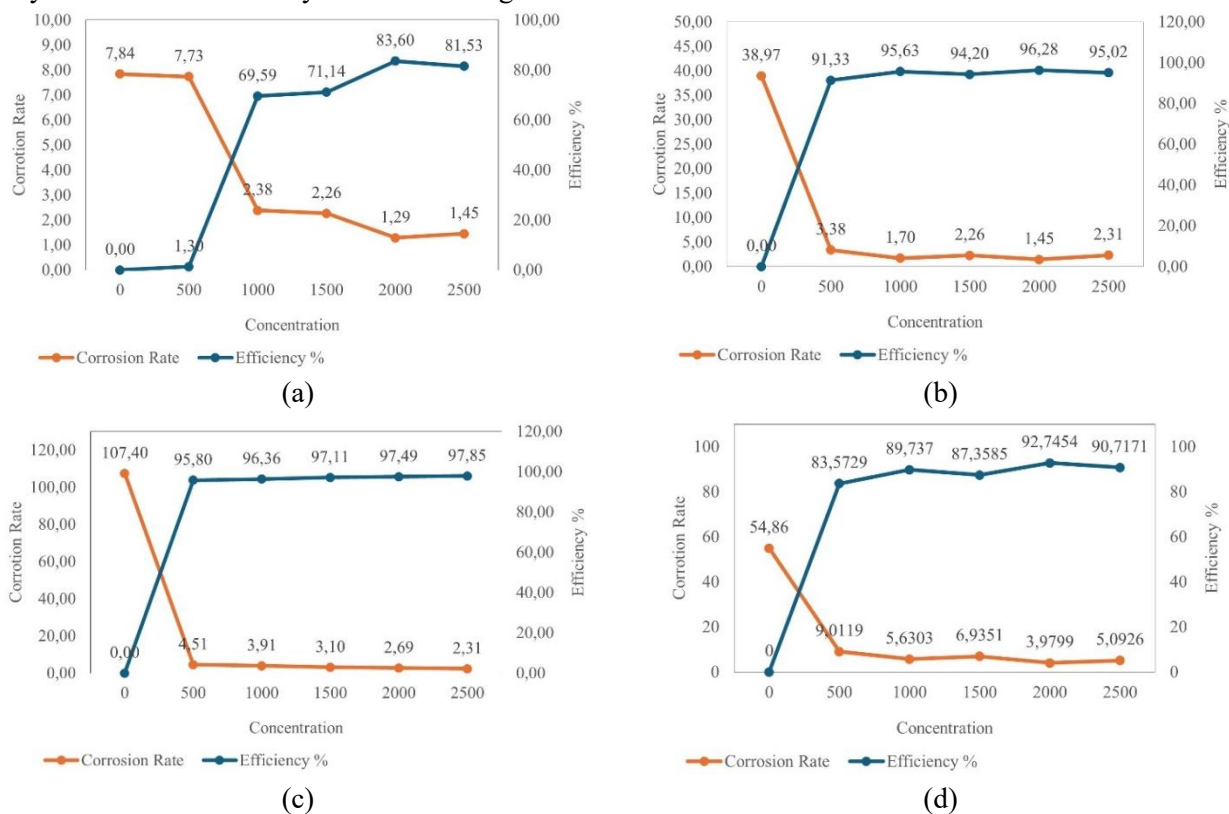 10,00 100,00
9,00
8,00 80,00
7,00
6,00 60,00
5,00
4,00 40,00
3,00
2,00 20,00
1,00
0,00 0,00
7,84 7,73 69,59 71,14 83,60 81,53
0,00 1,30 2,38 2,26 1,29 1,45
0 500 1000 1500 2000 2500
Corrotion Rate
Efficiency %
Concentration
Corrosion Rate Efficiency %
(a)
50,00 120,00
45,00
40,00 100,00
35,00
30,00 80,00
25,00 60,00
20,00
15,00 40,00
10,00 20,00
5,00
0,00 0,00
38,97 91,33 95,63 94,20 96,28 95,02
0,00 3,38 1,70 2,26 1,45 2,31
0 500 1000 1500 2000 2500
Corrotion Rate
Efficiency %
Concentration
Corrosion Rate Efficiency %
(b)
120,00 120,00
100,00 100,00
80,00 80,00
60,00 60,00
40,00 40,00
20,00 20,00
0,00 0,00
107,40 95,80 96,36 97,11 97,49 97,85
0,00 4,51 3,91 3,10 2,69 2,31
0 500 1000 1500 2000 2500
Corrotion Rate
Efficiency %
Concentration
Corrosion Rate Efficiency %
(c)
100 100
80 80
60 60
40 40
20 20
0 0
54,86 83,5729 89,737 87,3585 92,7454 90,7171
0 9,0119 5,6303 6,9351 3,9799 5,0926
0 500 1000 1500 2000 2500
Corrotion Rate
Efficiency %
Concentration
Corrosion Rate Efficiency %
(d)